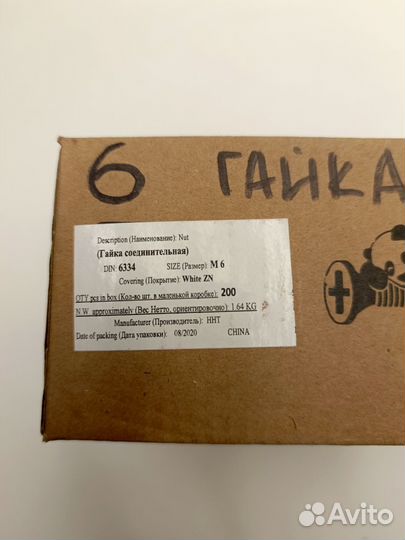 6 ГАЙКА
Description (Наименование): Nut
(Гайка соединительная)
DIN: 6334 SIZE (Размер): M 6
Covering (Покрытие): White ZN
QTY pcs in box (Кол-во шт. в маленькой коробке): 200
N.W. approximately (Вес Нетто, ориентировочно): 1.64 KG
Manufacturer (Производитель): HHT
Date of packing (Дата упаковки): 08/2020 CHINA
Avito